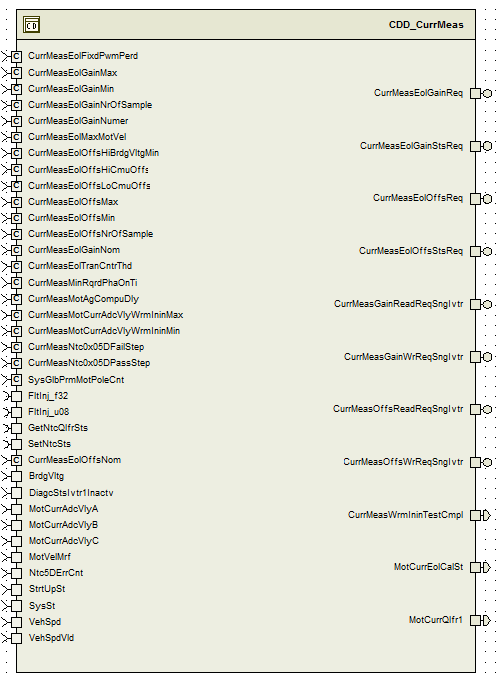 CD
CDD_CurrMeas
C CurrMeasEolFixdPwmPerd
C CurrMeasEolGainMax
C CurrMeasEolGainMin
C CurrMeasEolGainNrOfSample
C CurrMeasEolGainNumer
C CurrMeasEolMaxMotVel
C CurrMeasEolOffsHiBrdgVltgMin
C CurrMeasEolOffsHiCmuOffs
C CurrMeasEolOffsLoCmuOffs
C CurrMeasEolOffsMax
C CurrMeasEolOffsMin
C CurrMeasEolOffsNrOfSample
C CurrMeasEolGainNom
C CurrMeasEolTranCntrThd
C CurrMeasMinRqrdPhaOnTi
C CurrMeasMotAgCompuDly
C CurrMeasMotCurrAdcVlyWrmIninMax
C CurrMeasMotCurrAdcVlyWrmIninMin
C CurrMeasNtc0x05DFailStep
C CurrMeasNtc0x05DPassStep
C SysGlbPrmMotPoleCnt
FltInj_f32
FltInj_u08
GetNtcQlfrSts
SetNtcSts
C CurrMeasEolOffsNom
BrdgVltg
DiagcStsIvtr1Inactv
MotCurrAdcVlyA
MotCurrAdcVlyB
MotCurrAdcVlyC
MotVelMrf
Ntc5DErrCnt
StrtUpSt
SysSt
VehSpd
VehSpdVld
CurrMeasEolGainReq
CurrMeasEolGainStsReq
CurrMeasEolOffsReq
CurrMeasEolOffsStsReq
CurrMeasGainReadReqSngIvtr
CurrMeasGainWrReqSngIvtr
CurrMeasOffsReadReqSngIvtr
CurrMeasOffsWrReqSngIvtr
CurrMeasWrmIninTestCmpl
MotCurrEolCalSt
MotCurrQlfr1